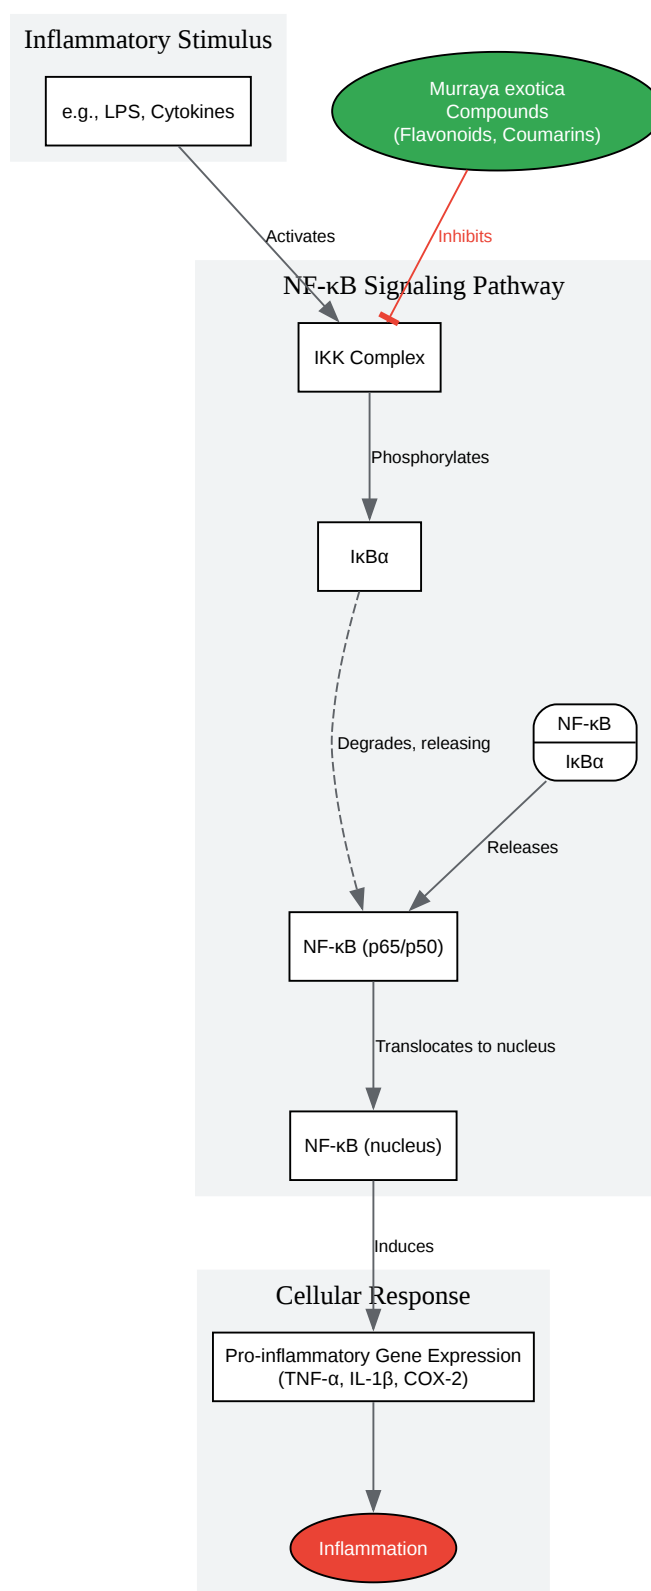 Inflammatory Stimulus
e.g., LPS, Cytokines
Murraya exotica
Compounds
(Flavonoids, Coumarins)
Activates
Inhibits
NF-κB Signaling Pathway
IKK Complex
Phosphorylates
IκBα
NF-κB
IκBα
Degrades, releasing
Releases
NF-κB (p65/p50)
Translocates to nucleus
NF-κB (nucleus)
Induces
Cellular Response
Pro-inflammatory Gene Expression
(TNF-α, IL-1β, COX-2)
Inflammation